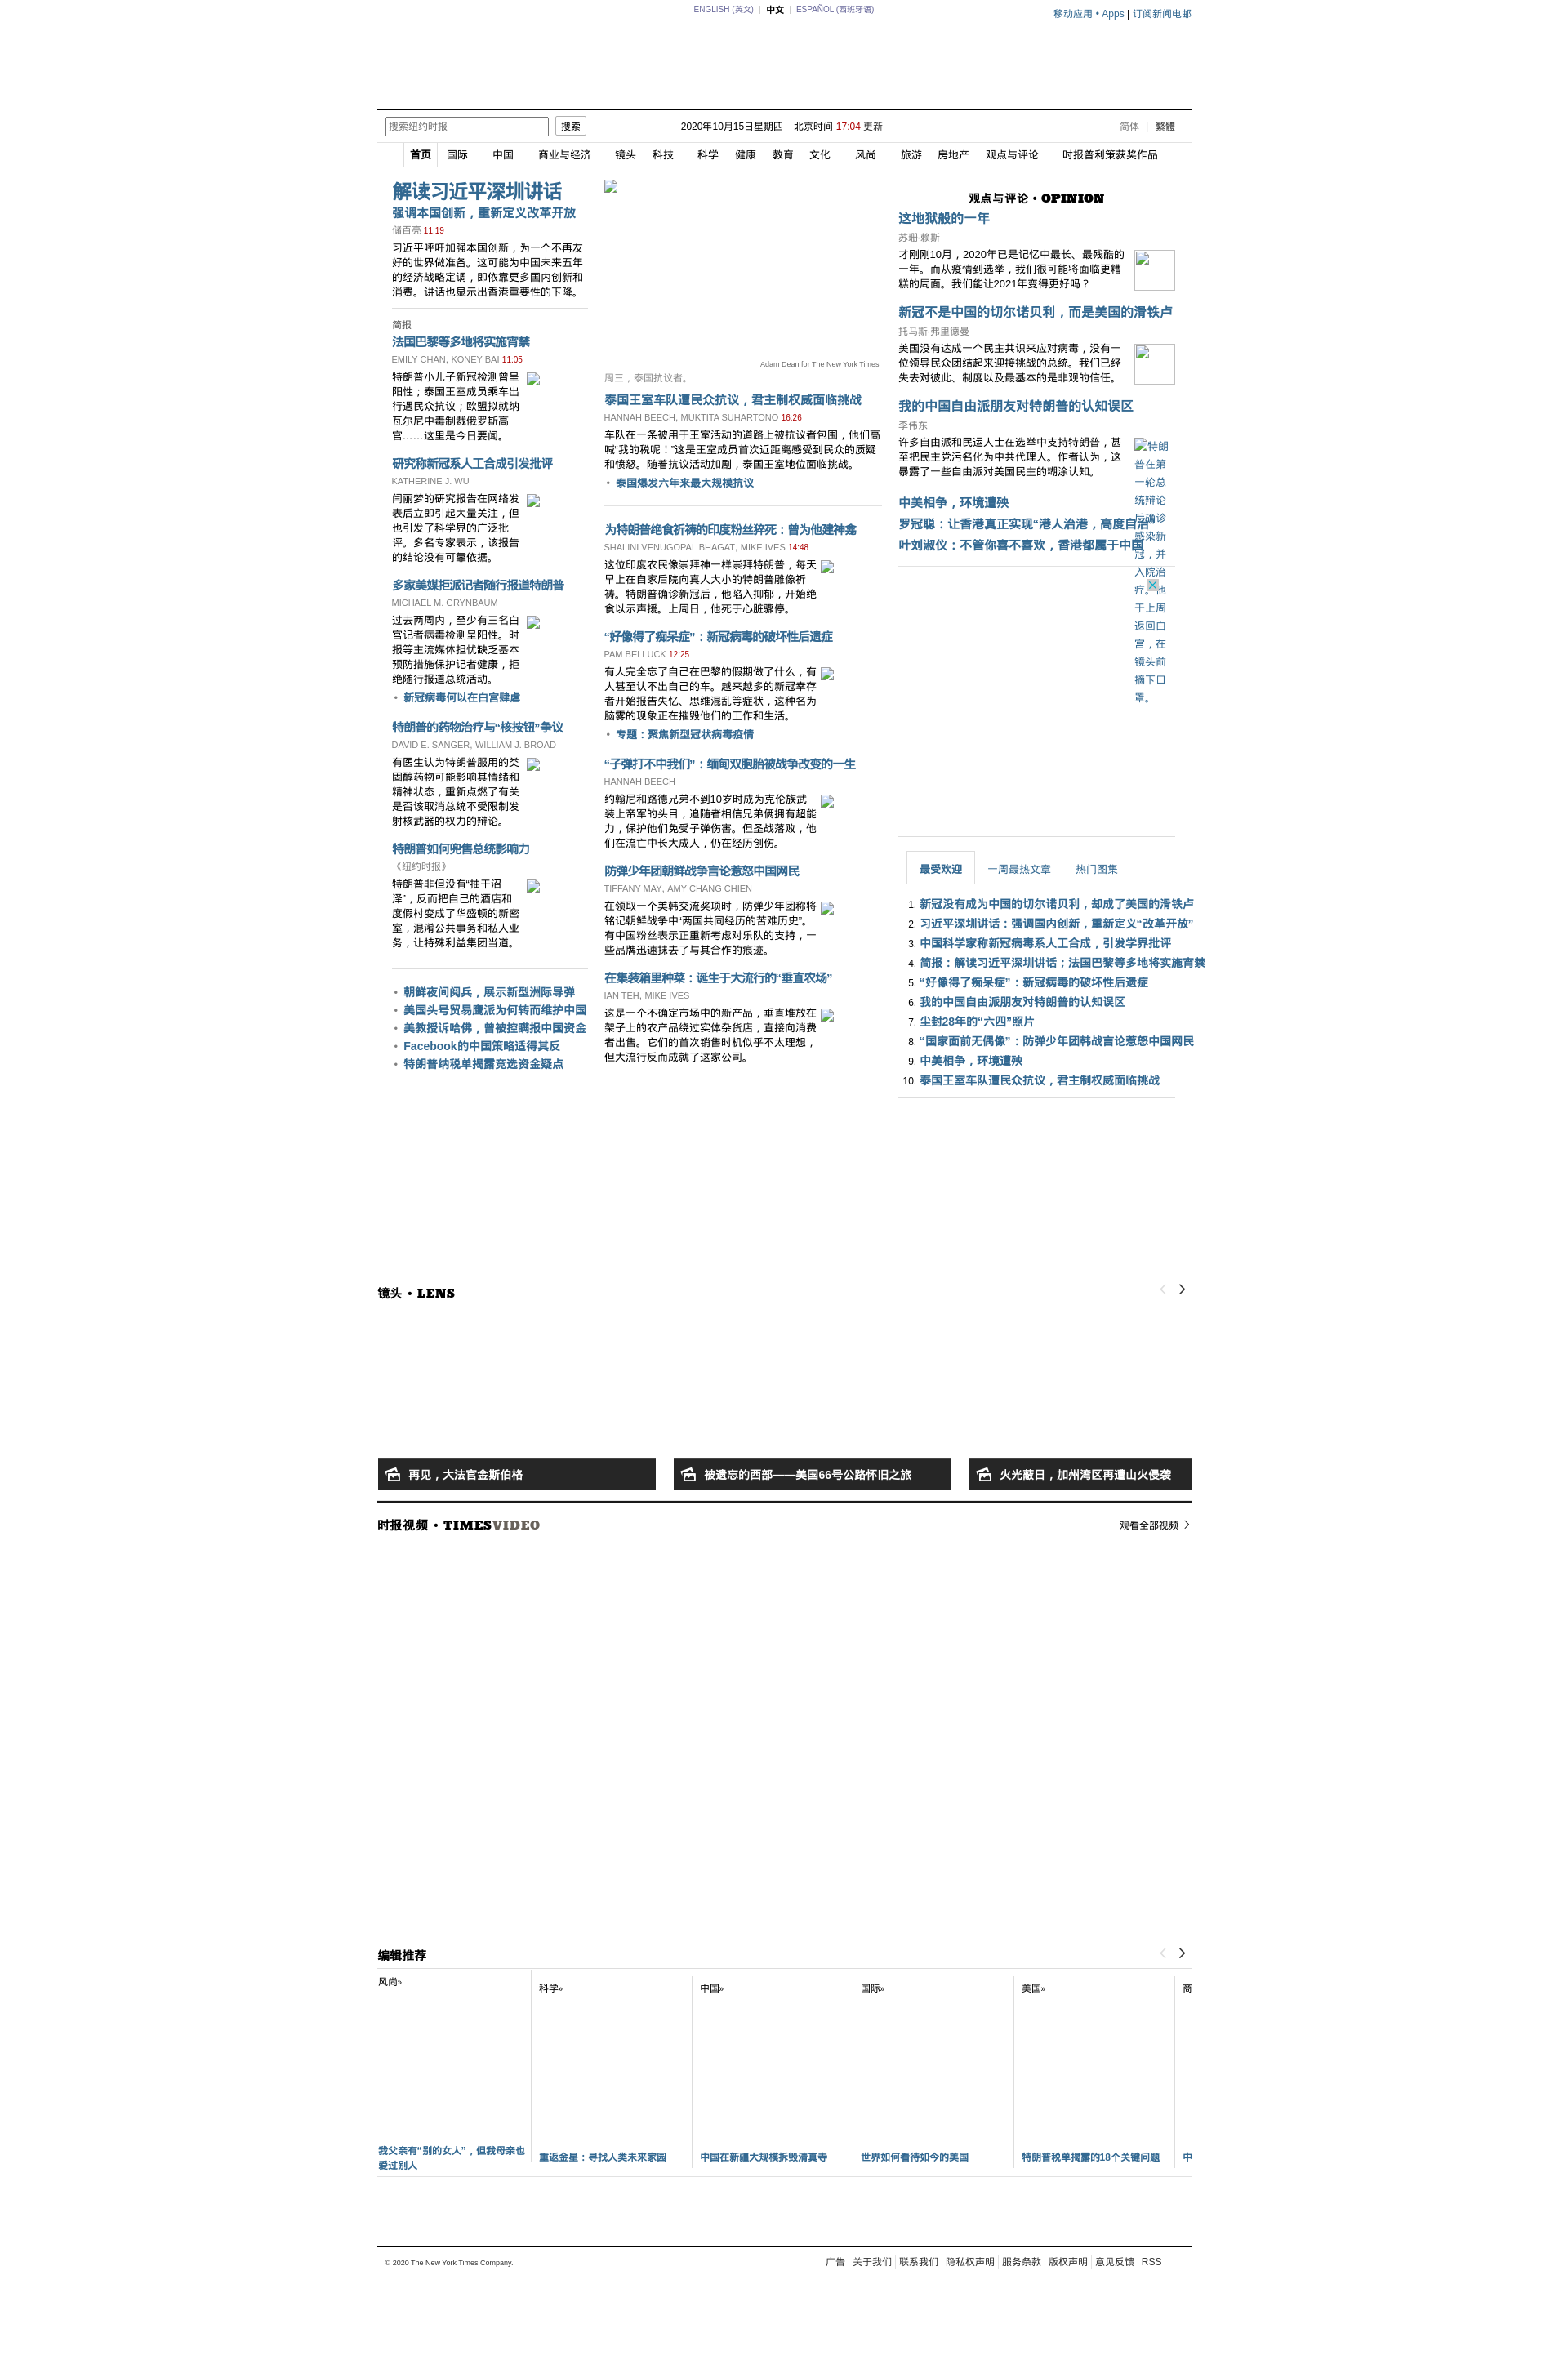 ENGLISH (英文) | 中文 | ESPAÑOL (西班牙语)
移动应用 • Apps | 订阅新闻电邮
搜索纽约时报 搜索 2020年10月15日星期四 北京时间 17:04 更新 简体 | 繁體
首页 国际 中国 商业与经济 镜头 科技 科学 健康 教育 文化 风尚 旅游 房地产 观点与评论 时报普利策获奖作品
解读习近平深圳讲话
强调本国创新，重新定义改革开放
储百亮 11:19
习近平呼吁加强本国创新，为一个不再友
好的世界做准备。这可能为中国未来五年
的经济战略定调，即依靠更多国内创新和
消费。讲话也显示出香港重要性的下降。
简报
法国巴黎等多地将实施宵禁
EMILY CHAN, KONEY BAI 11:05
特朗普小儿子新冠检测曾呈
阳性；泰国王室成员乘车出
行遇民众抗议；欧盟拟就纳
瓦尔尼中毒制裁俄罗斯高
官……这里是今日要闻。
研究称新冠系人工合成引发批评
KATHERINE J. WU
闫丽梦的研究报告在网络发
表后立即引起大量关注，但
也引发了科学界的广泛批
评。多名专家表示，该报告
的结论没有可靠依据。
多家美媒拒派记者随行报道特朗普
MICHAEL M. GRYNBAUM
过去两周内，至少有三名白
宫记者病毒检测呈阳性。时
报等主流媒体担忧缺乏基本
预防措施保护记者健康，拒
绝随行报道总统活动。
• 新冠病毒何以在白宫肆虐
特朗普的药物治疗与“核按钮”争议
DAVID E. SANGER, WILLIAM J. BROAD
有医生认为特朗普服用的类
固醇药物可能影响其情绪和
精神状态，重新点燃了有关
是否该取消总统不受限制发
射核武器的权力的辩论。
特朗普如何兜售总统影响力
《纽约时报》
特朗普非但没有“抽干沼
泽”，反而把自己的酒店和
度假村变成了华盛顿的新密
室，混淆公共事务和私人业
务，让特殊利益集团当道。
• 朝鲜夜间阅兵，展示新型洲际导弹
• 美国头号贸易鹰派为何转而维护中国
• 美教授诉哈佛，曾被控瞒报中国资金
• Facebook的中国策略适得其反
• 特朗普纳税单揭露竞选资金疑点
Adam Dean for The New York Times
周三，泰国抗议者。
泰国王室车队遭民众抗议，君主制权威面临挑战
HANNAH BEECH, MUKTITA SUHARTONO 16:26
车队在一条被用于王室活动的道路上被抗议者包围，他们高
喊“我的税呢！”这是王室成员首次近距离感受到民众的质疑
和愤怒。随着抗议活动加剧，泰国王室地位面临挑战。
• 泰国爆发六年来最大规模抗议
为特朗普绝食祈祷的印度粉丝猝死：曾为他建神龛
SHALINI VENUGOPAL BHAGAT, MIKE IVES 14:48
这位印度农民像崇拜神一样崇拜特朗普，每天
早上在自家后院向真人大小的特朗普雕像祈
祷。特朗普确诊新冠后，他陷入抑郁，开始绝
食以示声援。上周日，他死于心脏骤停。
“好像得了痴呆症”：新冠病毒的破坏性后遗症
PAM BELLUCK 12:25
有人完全忘了自己在巴黎的假期做了什么，有
人甚至认不出自己的车。越来越多的新冠幸存
者开始报告失忆、思维混乱等症状，这种名为
脑雾的现象正在摧毁他们的工作和生活。
• 专题：聚焦新型冠状病毒疫情
“子弹打不中我们”：缅甸双胞胎被战争改变的一生
HANNAH BEECH
约翰尼和路德兄弟不到10岁时成为克伦族武
装上帝军的头目，追随者相信兄弟俩拥有超能
力，保护他们免受子弹伤害。但圣战落败，他
们在流亡中长大成人，仍在经历创伤。
防弹少年团朝鲜战争言论惹怒中国网民
TIFFANY MAY, AMY CHANG CHIEN
在领取一个美韩交流奖项时，防弹少年团称将
铭记朝鲜战争中“两国共同经历的苦难历史”。
有中国粉丝表示正重新考虑对乐队的支持，一
些品牌迅速抹去了与其合作的痕迹。
在集装箱里种菜：诞生于大流行的“垂直农场”
IAN TEH, MIKE IVES
这是一个不确定市场中的新产品，垂直堆放在
架子上的农产品绕过实体杂货店，直接向消费
者出售。它们的首次销售时机似乎不太理想，
但大流行反而成就了这家公司。
观点与评论 • OPINION
这地狱般的一年
苏珊·赖斯
才刚刚10月，2020年已是记忆中最长、最残酷的
一年。而从疫情到选举，我们很可能将面临更糟
糕的局面。我们能让2021年变得更好吗？
新冠不是中国的切尔诺贝利，而是美国的滑铁卢
托马斯·弗里德曼
美国没有达成一个民主共识来应对病毒，没有一
位领导民众团结起来迎接挑战的总统。我们已经
失去对彼此、制度以及最基本的是非观的信任。
我的中国自由派朋友对特朗普的认知误区
李伟东
许多自由派和民运人士在选举中支持特朗普，甚
至把民主党污名化为中共代理人。作者认为，这
暴露了一些自由派对美国民主的糊涂认知。
特朗
普在第
一轮总
统辩论
后确诊
感染新
冠，并
入院治
疗。他
于上周
返回白
宫，在
镜头前
摘下口
罩。
中美相争，环境遭殃
罗冠聪：让香港真正实现“港人治港，高度自治”
叶刘淑仪：不管你喜不喜欢，香港都属于中国
最受欢迎 一周最热文章 热门图集
1. 新冠没有成为中国的切尔诺贝利，却成了美国的滑铁卢
2. 习近平深圳讲话：强调国内创新，重新定义“改革开放”
3. 中国科学家称新冠病毒系人工合成，引发学界批评
4. 简报：解读习近平深圳讲话；法国巴黎等多地将实施宵禁
5. “好像得了痴呆症”：新冠病毒的破坏性后遗症
6. 我的中国自由派朋友对特朗普的认知误区
7. 尘封28年的“六四”照片
8. “国家面前无偶像”：防弹少年团韩战言论惹怒中国网民
9. 中美相争，环境遭殃
10. 泰国王室车队遭民众抗议，君主制权威面临挑战
镜头 • LENS
再见，大法官金斯伯格
被遗忘的西部——美国66号公路怀旧之旅
火光蔽日，加州湾区再遭山火侵袭
时报视频 • TIMESVIDEO
观看全部视频
编辑推荐
风尚»
科学»
中国»
国际»
美国»
商
我父亲有“别的女人”，但我母亲也
爱过别人
重返金星：寻找人类未来家园
中国在新疆大规模拆毁清真寺
世界如何看待如今的美国
特朗普税单揭露的18个关键问题
中
© 2020 The New York Times Company.
广告 | 关于我们 | 联系我们 | 隐私权声明 | 服务条款 | 版权声明 | 意见反馈 | RSS